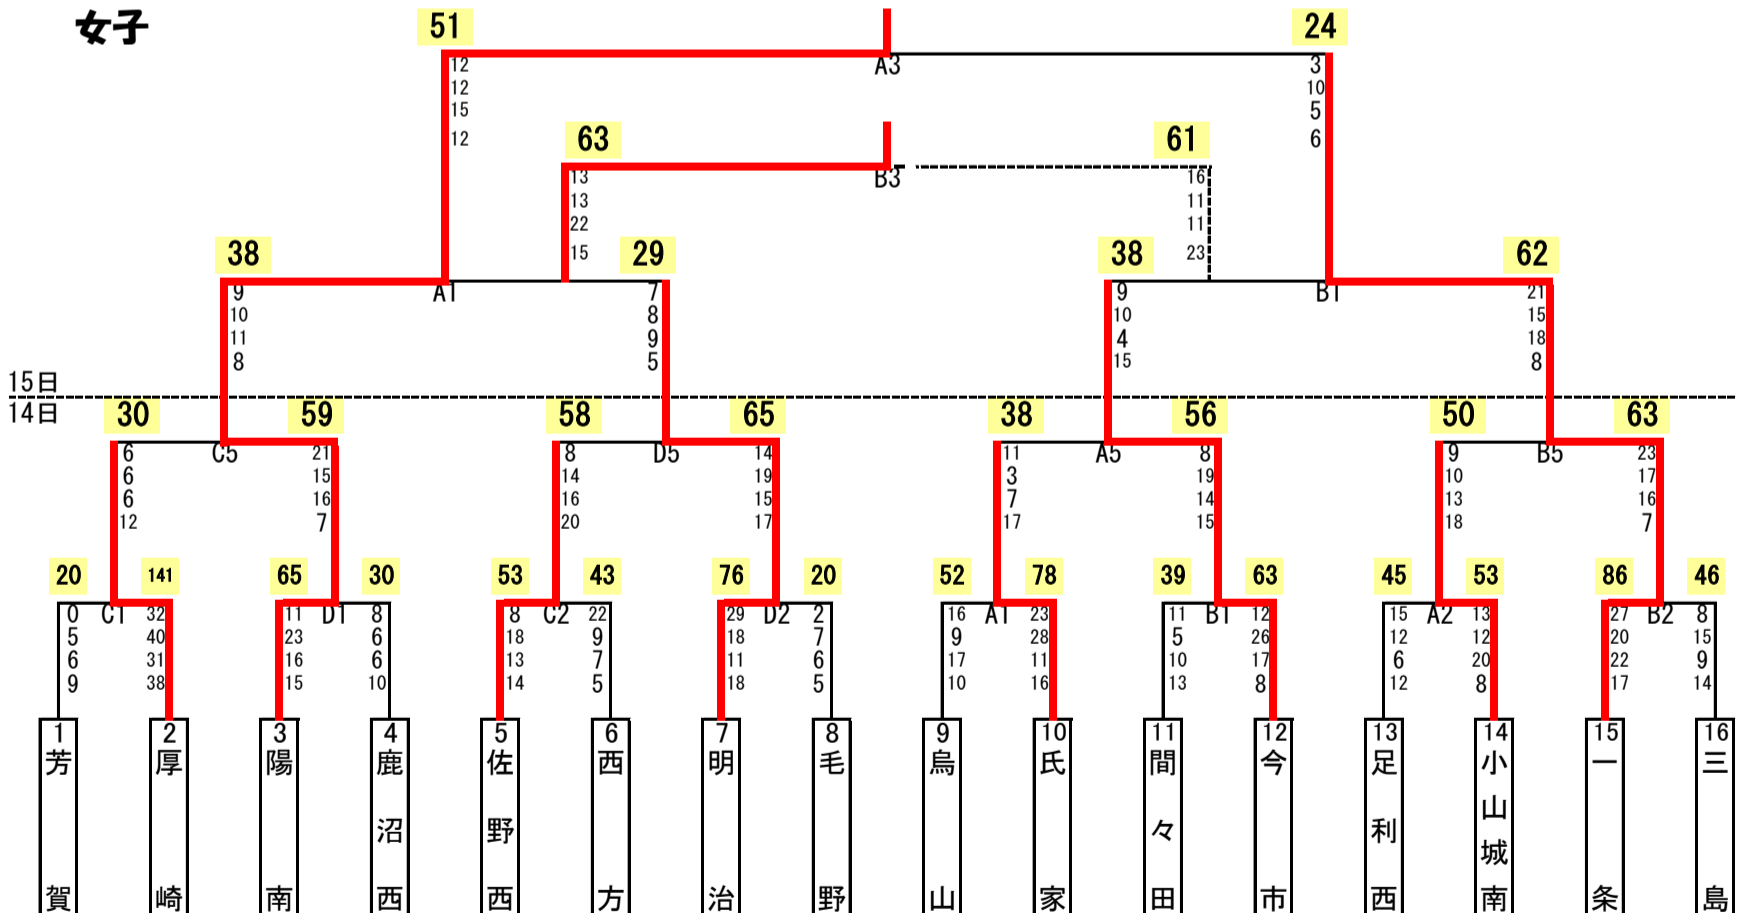 女子
51 24
A3
12 3
12 10
15 5
12 6
63 61
B3
13 16
13 11
22 11
15 23
38 29 38 62
A1 B1
9 7 9 21
10 8 10 15
11 9 4 18
8 5 15 8
15日
14日
30 59 58 65 38 56 50 63
C5 D5 A5 B5
6 21 8 14 11 8 9 23
6 15 14 19 3 19 10 17
6 16 16 15 7 14 13 16
12 7 20 17 17 15 18 7
20 141 65 30 53 43 76 20 52 78 39 63 45 53 86 46
0 C1 32 11 D1 8 8 C2 22 29 D2 2 16 A1 23 11 B1 12 15 A2 13 27 B2 8
5 40 23 6 18 9 18 7 9 28 5 26 12 12 20 15
6 31 16 6 13 7 11 6 17 11 10 17 6 20 22 9
9 38 15 10 14 5 18 5 10 16 13 8 12 8 17 14
1 芳賀
2 厚崎
3 陽南
4 鹿沼西
5 佐野西
6 西方
7 明治
8 毛野
9 烏山
10 氏家
11 間々田
12 今市
13 足利西
14 小山城南
15 一条
16 三島